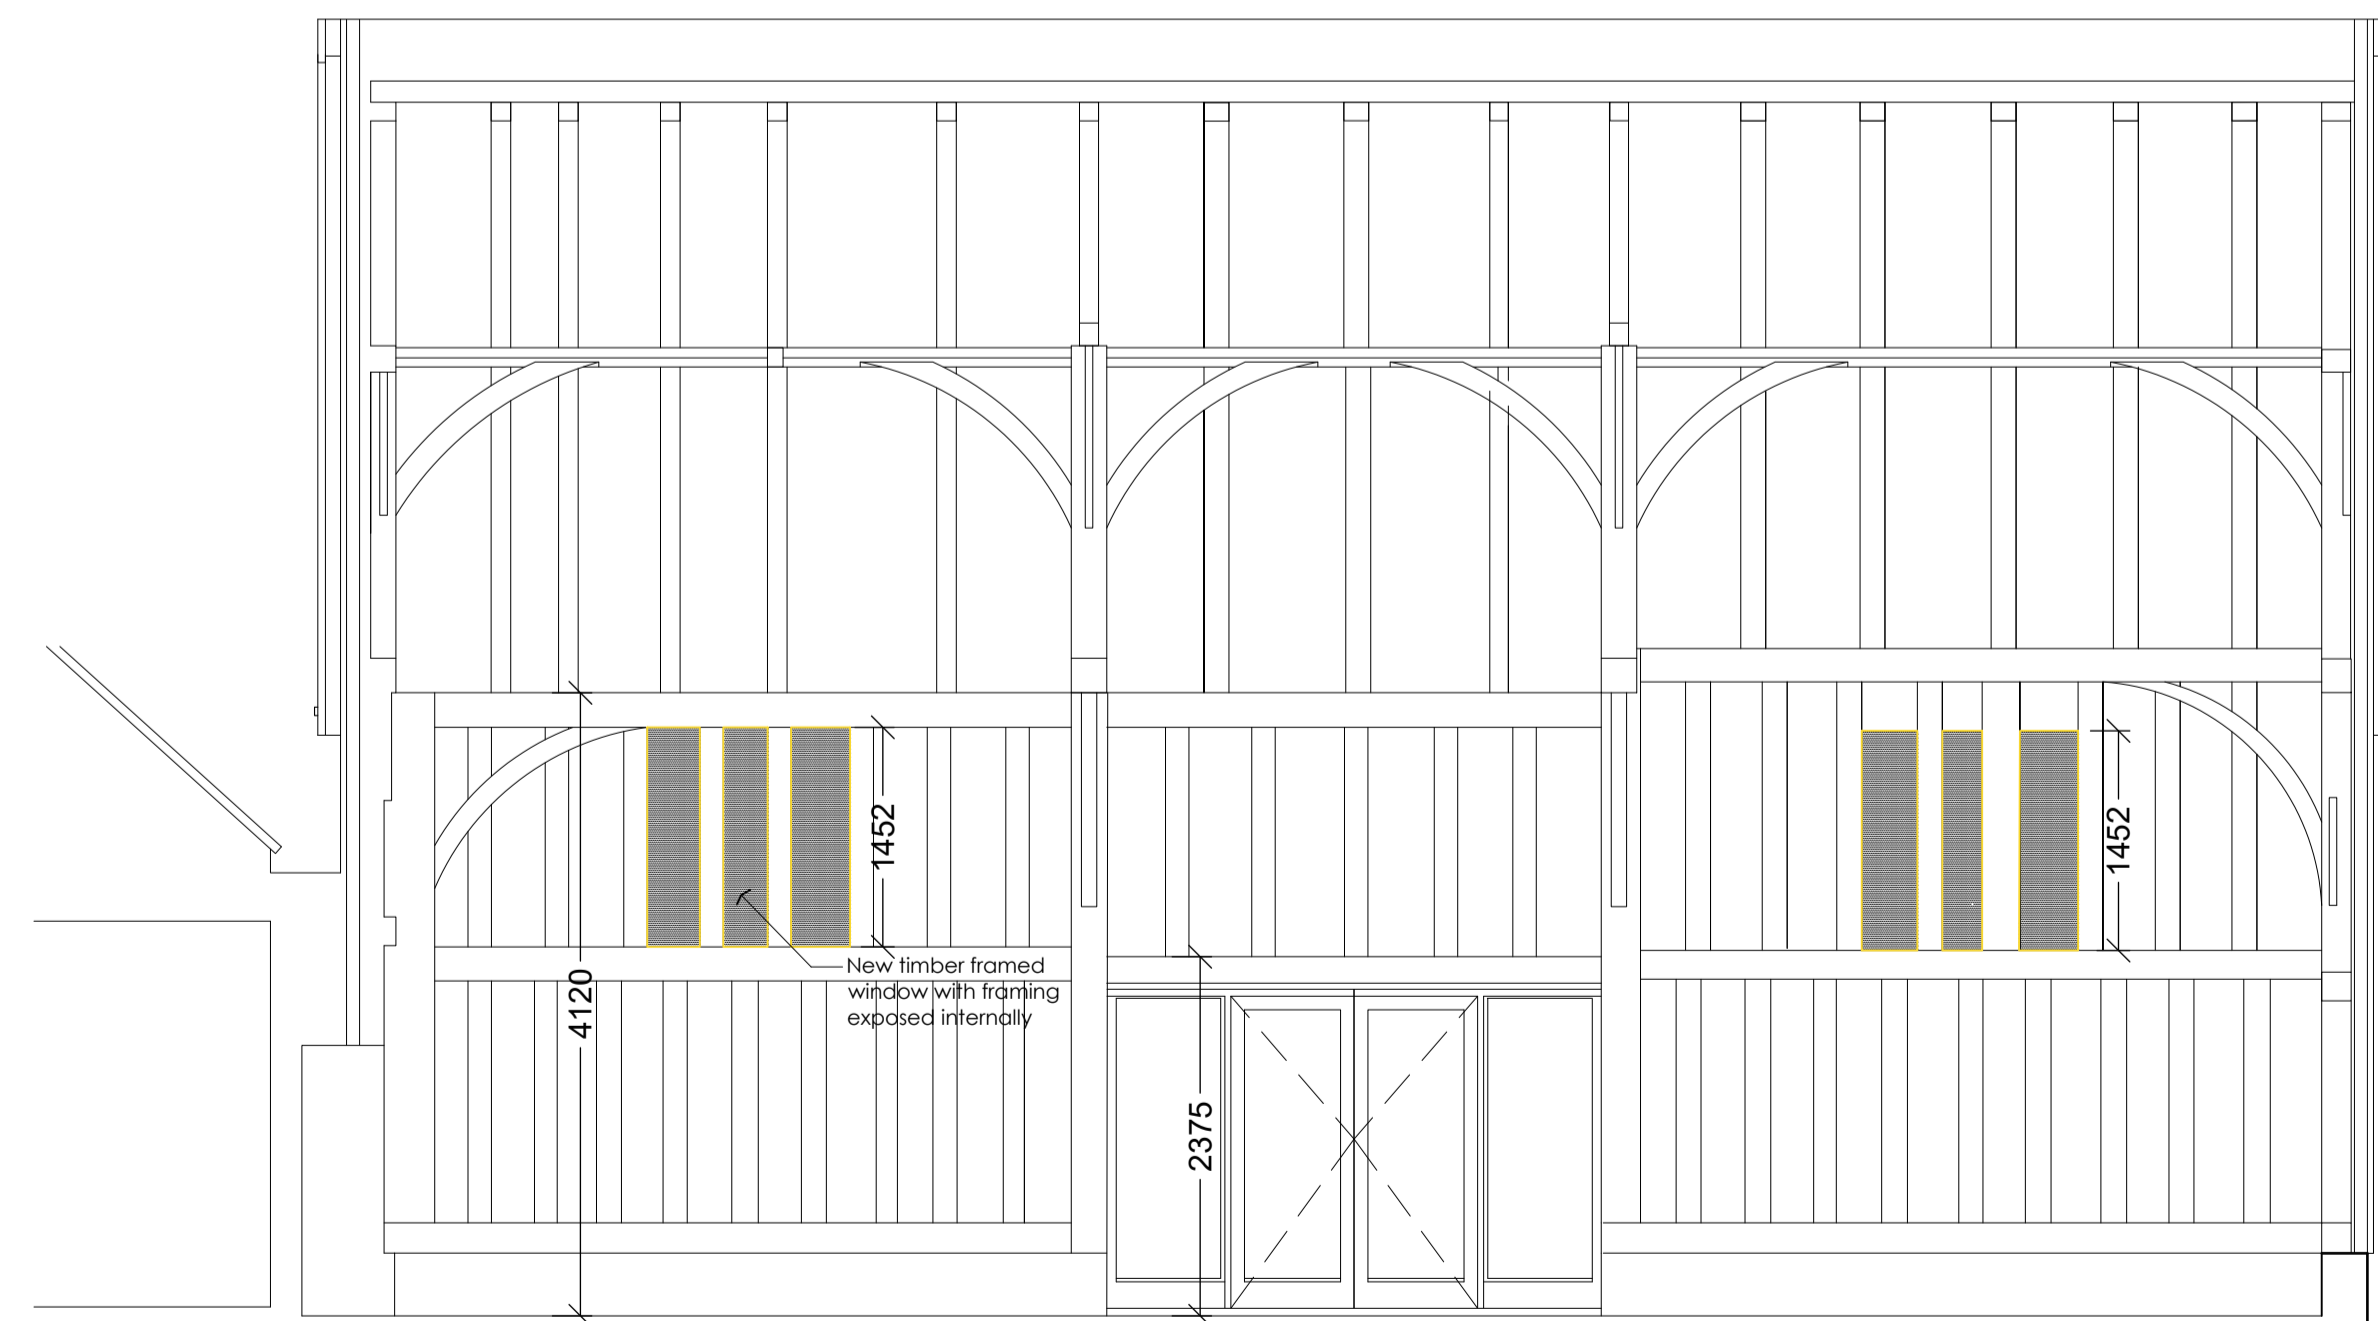 1452
1452
4120
New timber framed
window with framing
exposed internally
2375